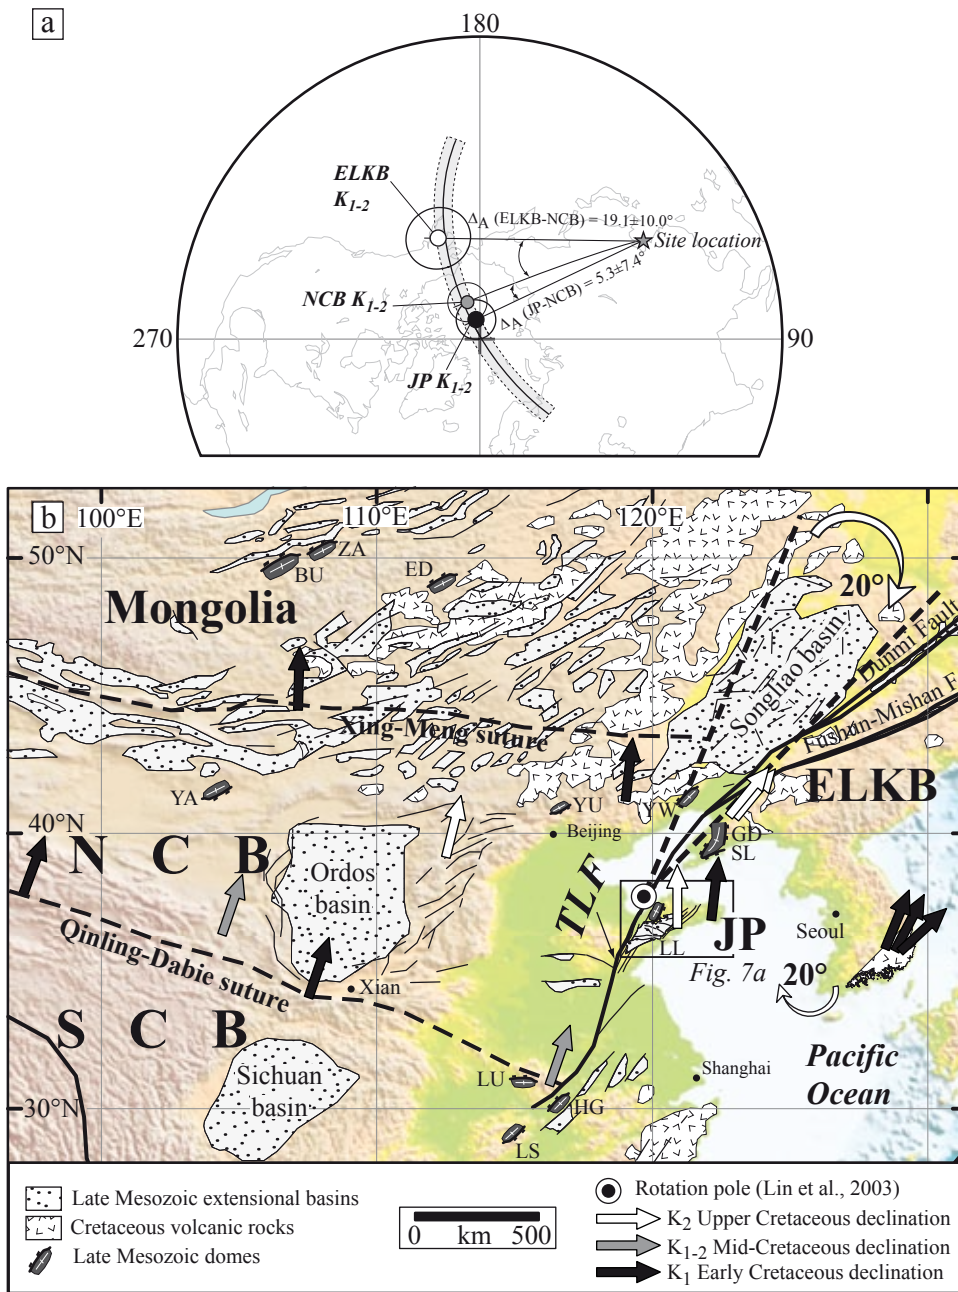 a
180
ELKB
K1-2
ΔA (ELKB-NCB) = 19.1±10.0°
Site location
NCB K1-2
ΔA (JP-NCB) = 5.3±7.4°
270
90
JP K1-2
b
100°E
110°E
120°E
50°N
ZA
BU
ED
Mongolia
20°
Songliao basin
Dunmi Fault
Fushun-Mishan F
Xing-Meng suture
ELKB
YA
YU
YW
40°N
Beijing
GD
SL
N C B
Ordos
basin
TLF
JP
Seoul
LL
Fig. 7a
Qinling-Dabie suture
Xian
20°
S C B
Pacific
Ocean
Sichuan
basin
Shanghai
LU
30°N
HG
LS
Late Mesozoic extensional basins
Cretaceous volcanic rocks
Late Mesozoic domes
0 km 500
Rotation pole (Lin et al., 2003)
K2 Upper Cretaceous declination
K1-2 Mid-Cretaceous declination
K1 Early Cretaceous declination